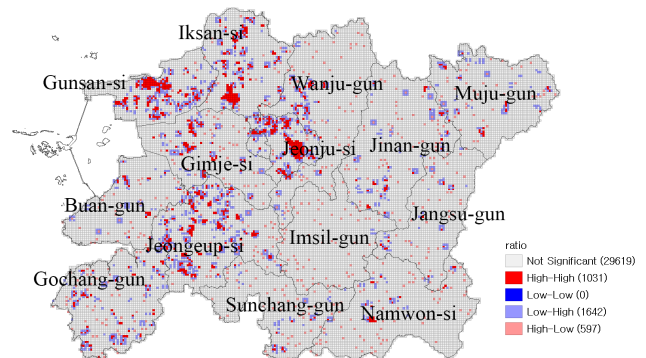 Iksan-si
Gunsan-si
Wanju-gun
Muju-gun
Jeonju-si
Jinan-gun
Gimje-si
Buan-gun
Jangsu-gun
Jeongeup-si
Imsil-gun
Gochang-gun
Sunchang-gun
Namwon-si
ratio
Not Significant (29619)
High-High (1031)
Low-Low (0)
Low-High (1642)
High-Low (597)